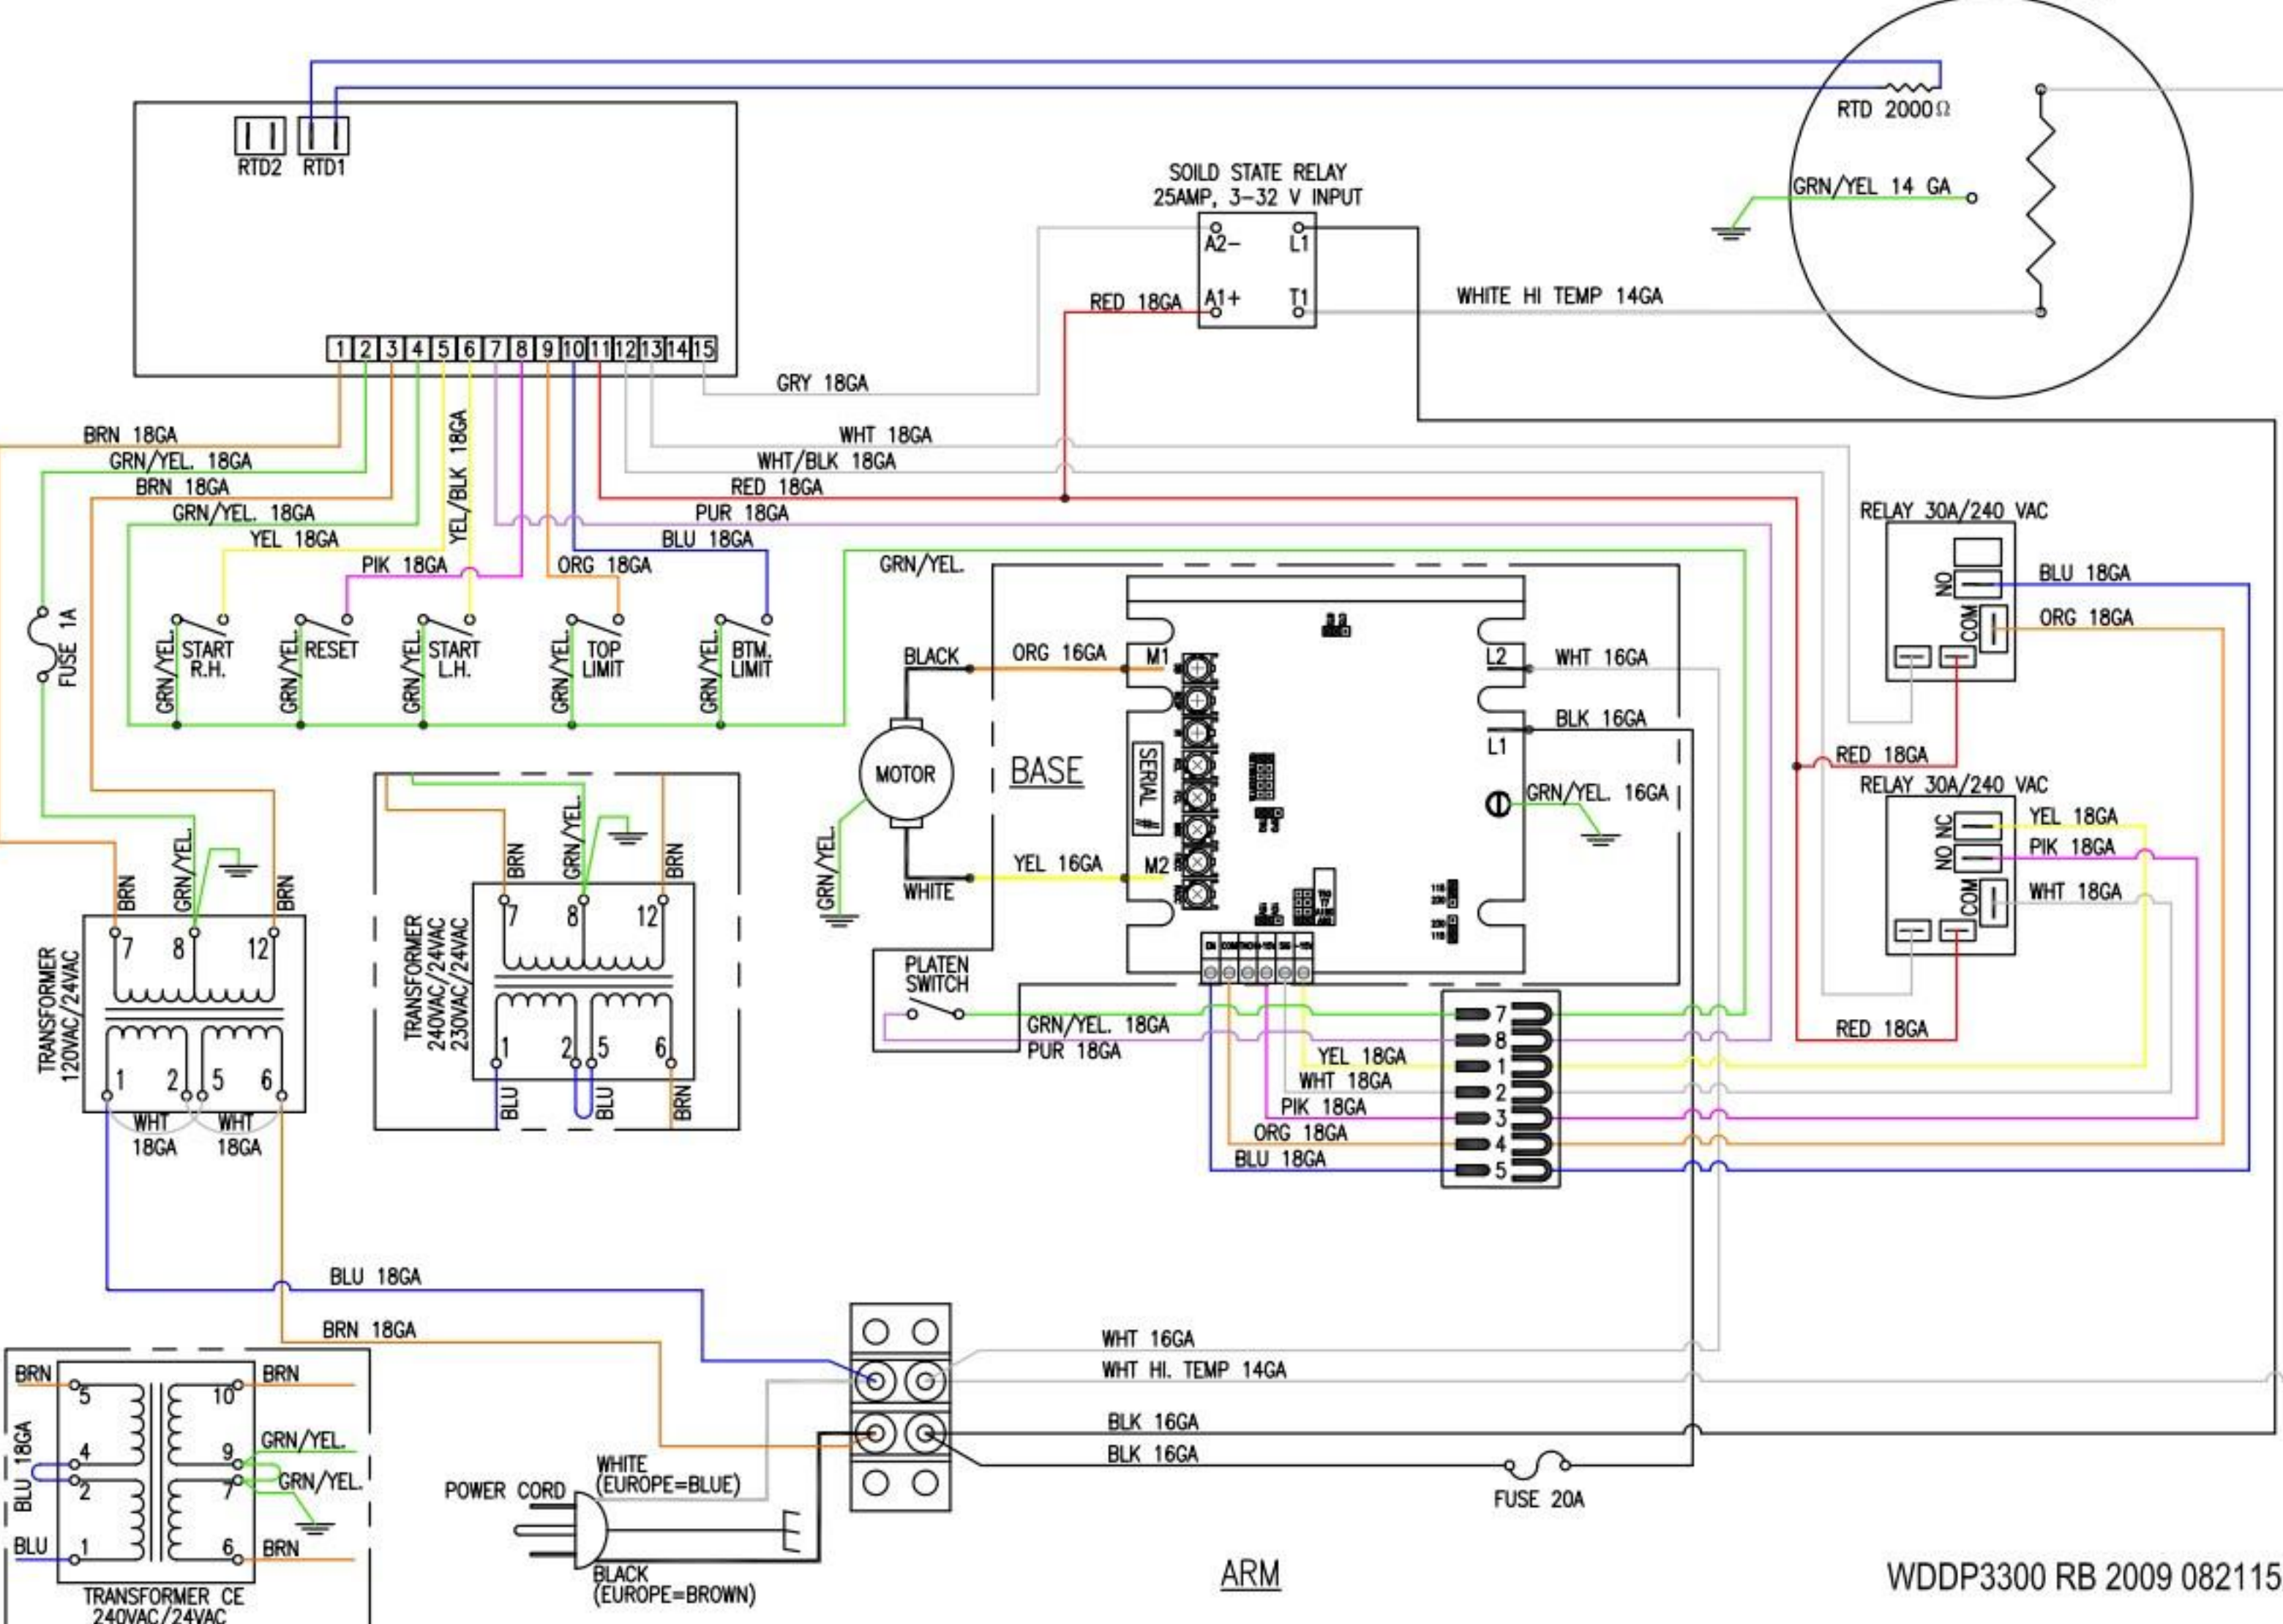 RTD 2000Ω
RTD2 RTD1
SOILD STATE RELAY
25AMP, 3-32 V INPUT
A2- L1
A1+ T1
RED 18GA
GRN/YEL 14 GA
WHITE HI TEMP 14GA
1 2 3 4 5 6 7 8 9 10 11 12 13 14 15
GRY 18GA
BRN 18GA
GRN/YEL. 18GA
BRN 18GA
GRN/YEL. 18GA
YEL 18GA
YEL/BLK 18GA
PIK 18GA
WHT 18GA
WHT/BLK 18GA
RED 18GA
PUR 18GA
BLU 18GA
ORG 18GA
GRN/YEL.
FUSE 1A
GRN/YEL.
START
R.H.
GRN/YEL.
RESET
GRN/YEL.
START
L.H.
GRN/YEL.
TOP
LIMIT
GRN/YEL.
BTM.
LIMIT
RELAY 30A/240 VAC
NO
COM
BLU 18GA
ORG 18GA
RED 18GA
RELAY 30A/240 VAC
NC
NO
COM
YEL 18GA
PIK 18GA
WHT 18GA
RED 18GA
BLACK
ORG 16GA
M1
MOTOR
BASE
SERIAL #
GRN/YEL.
WHITE
YEL 16GA
M2
L2
WHT 16GA
BLK 16GA
L1
GRN/YEL. 16GA
PLATEN
SWITCH
GRN/YEL. 18GA
PUR 18GA
YEL 18GA
WHT 18GA
PIK 18GA
ORG 18GA
BLU 18GA
7
8
1
2
3
4
5
TRANSFORMER
120VAC/24VAC
BRN
GRN/YEL.
BRN
7 8 12
1 2 5 6
WHT
18GA
WHT
18GA
TRANSFORMER
240VAC/24VAC
230VAC/24VAC
BRN
GRN/YEL.
BRN
7 8 12
1 2 5 6
BLU
BLU
BRN
BLU 18GA
BRN 18GA
WHT 16GA
WHT HI. TEMP 14GA
BLK 16GA
BLK 16GA
FUSE 20A
BRN
5
10
BRN
BLU 18GA
4
9
GRN/YEL.
2
7
GRN/YEL.
BLU
1
6
BRN
TRANSFORMER CE
240VAC/24VAC
POWER CORD
WHITE
(EUROPE=BLUE)
BLACK
(EUROPE=BROWN)
ARM
WDDP3300 RB 2009 082115